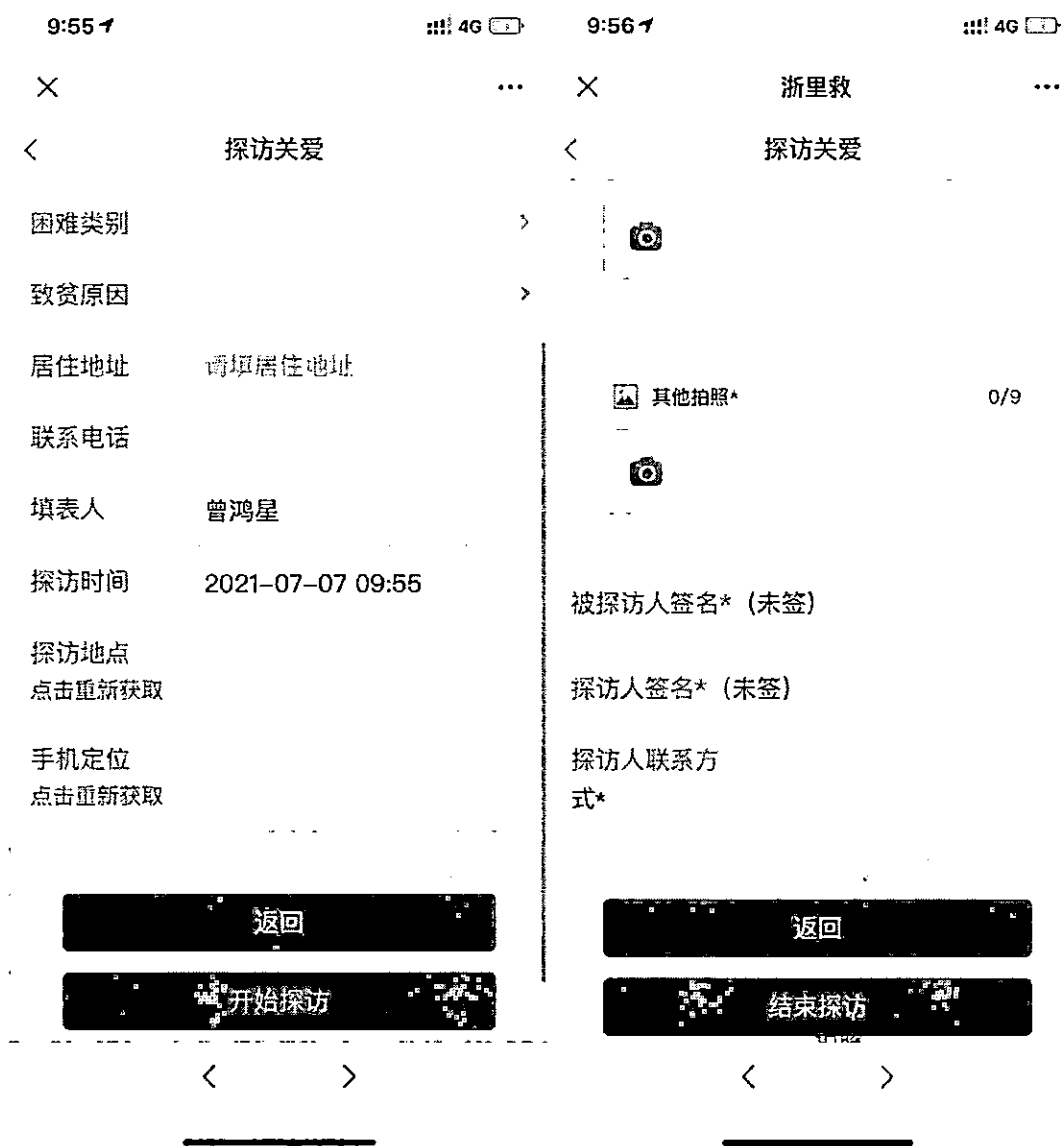 9:55
4G
探访关爱
困难类别
致贫原因
居住地址 请填居住地址
联系电话
填表人 曾鸿星
探访时间 2021-07-07 09:55
探访地点
点击重新获取
手机定位
点击重新获取
返回
开始探访
9:56
4G
浙里救
探访关爱
其他拍照* 0/9
被探访人签名*（未签）
探访人签名*（未签）
探访人联系方
式*
返回
结束探访